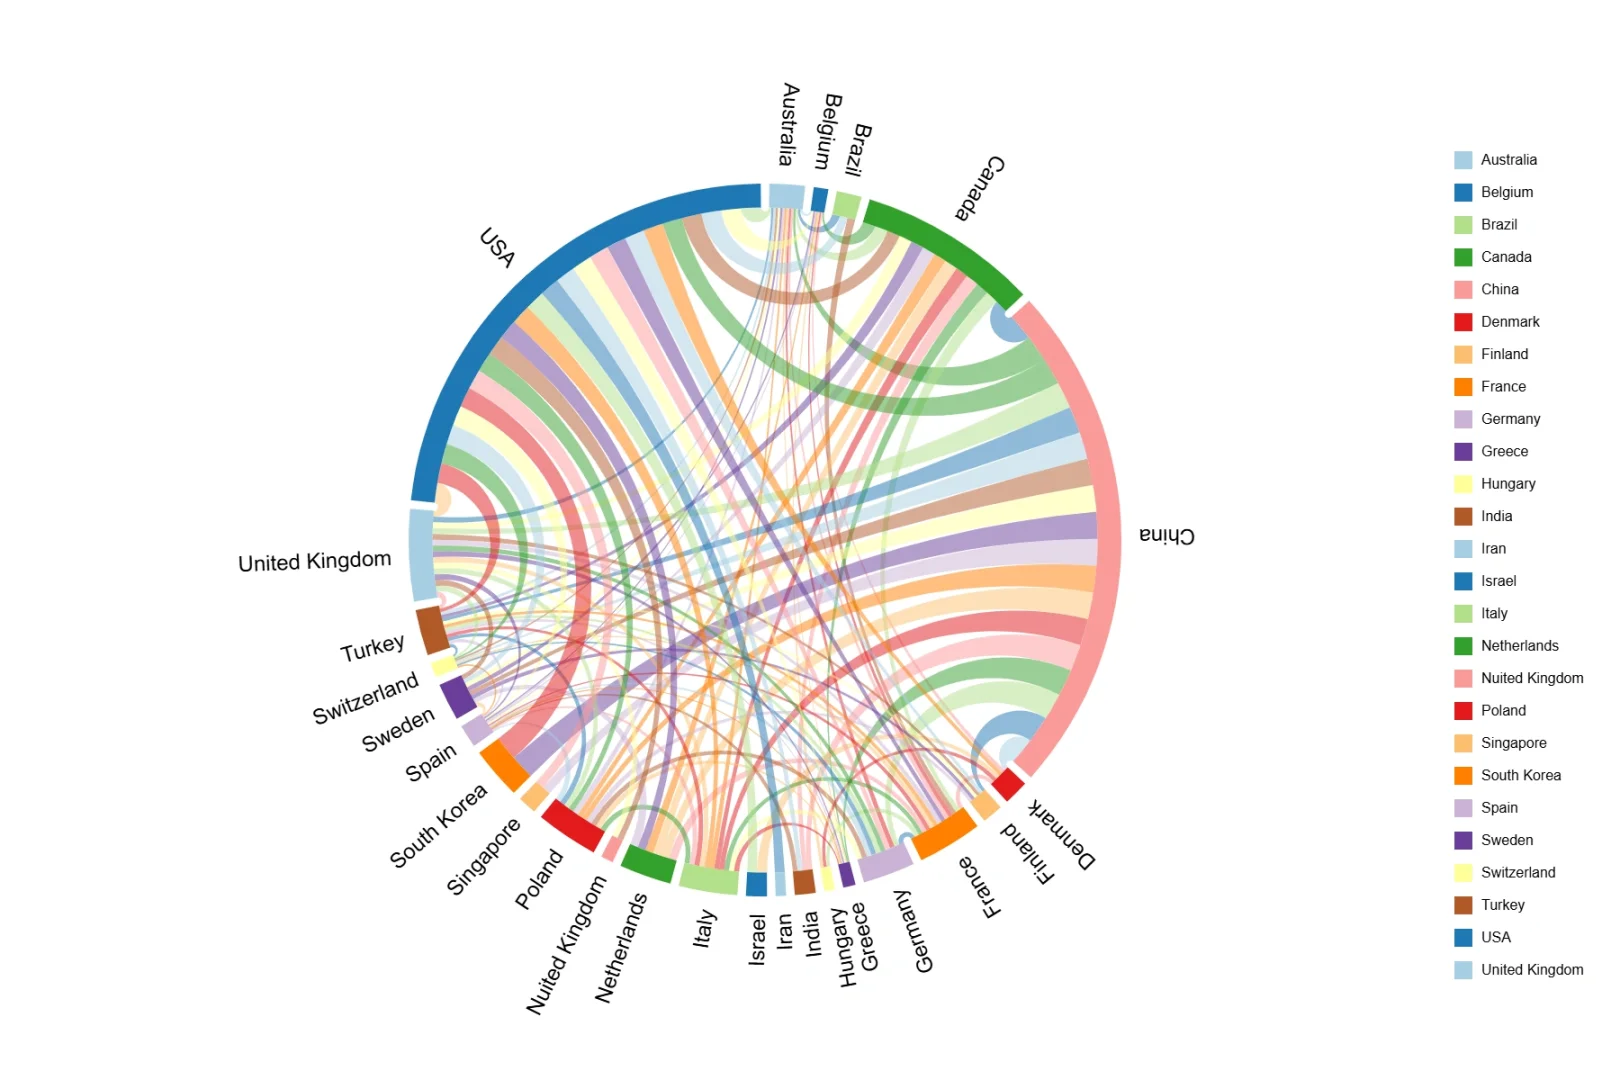 Australia
Belgium
Brazil
Canada
China
Denmark
Finland
France
Germany
Greece
Hungary
India
Iran
Israel
Italy
Netherlands
Nuited Kingdom
Poland
Singapore
South Korea
Spain
Sweden
Switzerland
Turkey
United Kingdom
USA
Australia
Belgium
Brazil
Canada
China
Denmark
Finland
France
Germany
Greece
Hungary
India
Iran
Israel
Italy
Netherlands
Nuited Kingdom
Poland
Singapore
South Korea
Spain
Sweden
Switzerland
Turkey
USA
United Kingdom